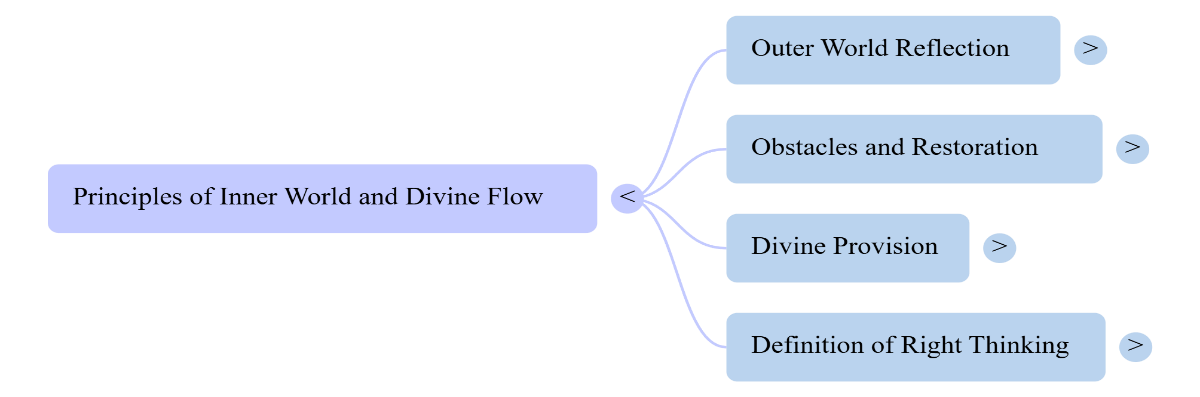 Outer World Reflection >
Obstacles and Restoration >
Principles of Inner World and Divine Flow <
Divine Provision >
Definition of Right Thinking >